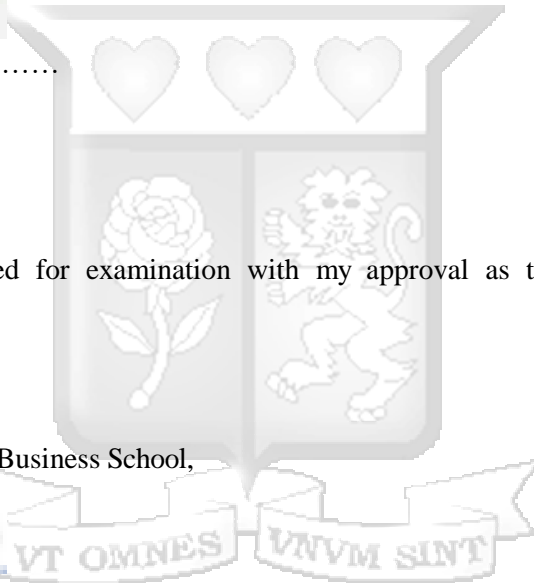 ……
ed for examination with my approval as t
Business School,
VT OMNES VNVM SINT